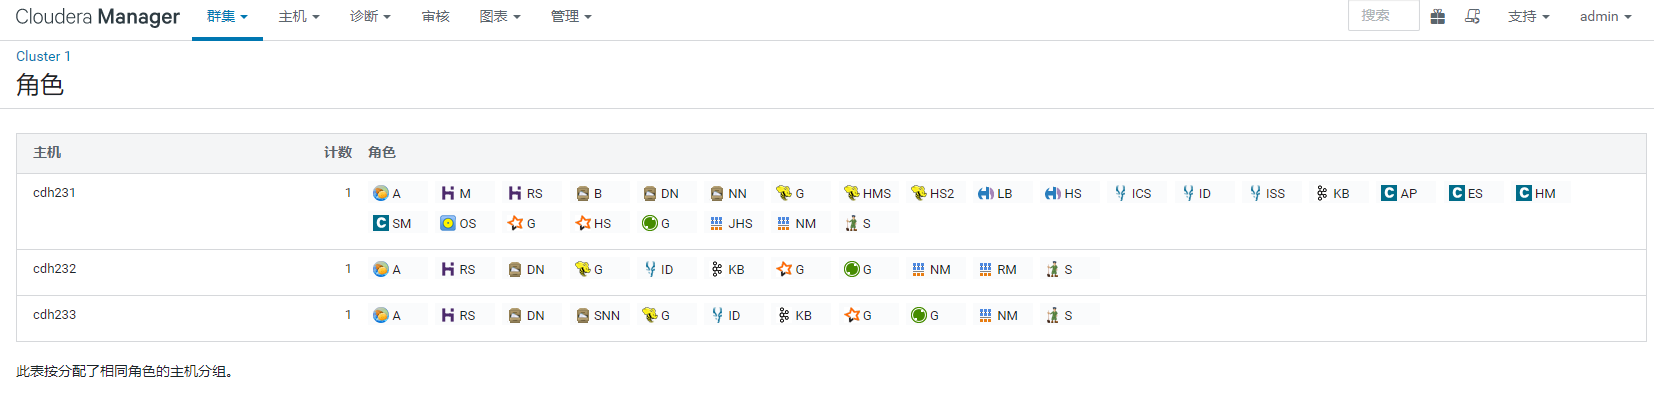 Cloudera Manager 群集 主机 诊断 审核 图表 管理 搜索 支持 admin
Cluster 1
角色
主机 计数 角色
cdh231 1 A M RS B DN NN G HMS HS2 LB HS ICS ID ISS KB AP ES HM
SM OS G HS G JHS NM S
cdh232 1 A RS DN G ID KB G G NM RM S
cdh233 1 A RS DN SNN G ID KB G G NM S
此表按分配了相同角色的主机分组。